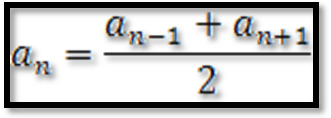 aₙ = (aₙ₋₁ + aₙ₊₁) / 2